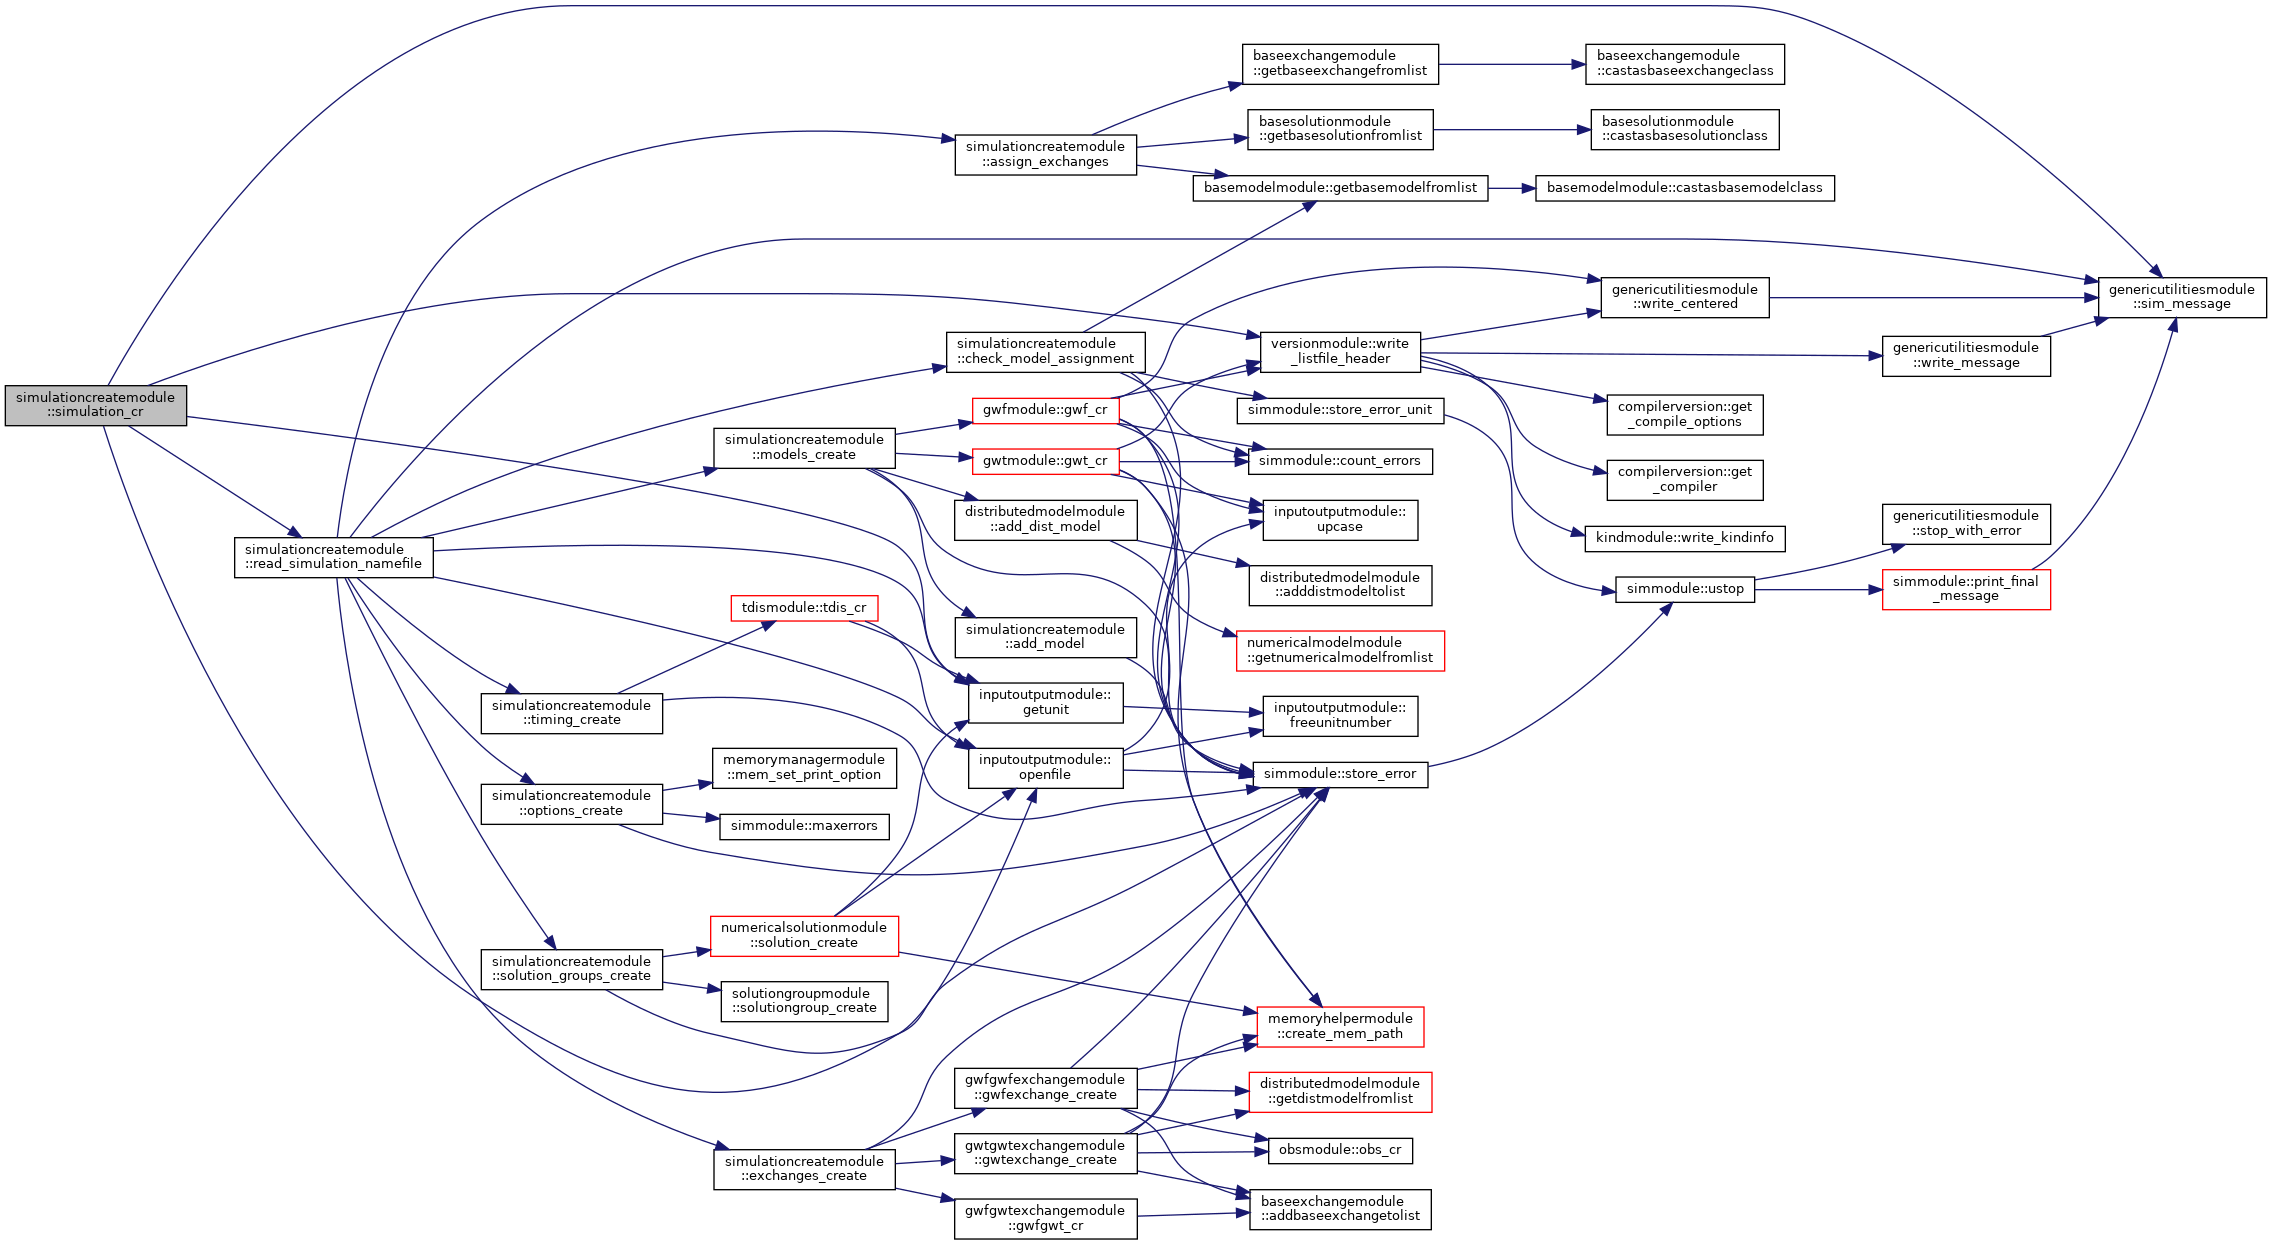 simulationcreatemodule
::simulation_cr
simulationcreatemodule
::read_simulation_namefile
simulationcreatemodule
::timing_create
simulationcreatemodule
::options_create
simulationcreatemodule
::solution_groups_create
simulationcreatemodule
::models_create
tdismodule::tdis_cr
memorymanagermodule
::mem_set_print_option
simmodule::maxerrors
numericalsolutionmodule
::solution_create
solutiongroupmodule
::solutiongroup_create
simulationcreatemodule
::exchanges_create
simulationcreatemodule
::assign_exchanges
simulationcreatemodule
::check_model_assignment
gwfmodule::gwf_cr
gwtmodule::gwt_cr
distributedmodelmodule
::add_dist_model
simulationcreatemodule
::add_model
inputoutputmodule::
getunit
inputoutputmodule::
openfile
gwfgwfexchangemodule
::gwfexchange_create
gwtgwtexchangemodule
::gwtexchange_create
gwfgwtexchangemodule
::gwfgwt_cr
baseexchangemodule
::getbaseexchangefromlist
basesolutionmodule
::getbasesolutionfromlist
basemodelmodule::getbasemodelfromlist
versionmodule::write
_listfile_header
simmodule::store_error_unit
simmodule::count_errors
inputoutputmodule::
upcase
distributedmodelmodule
::adddistmodeltolist
numericalmodelmodule
::getnumericalmodelfromlist
inputoutputmodule::
freeunitnumber
simmodule::store_error
memoryhelpermodule
::create_mem_path
distributedmodelmodule
::getdistmodelfromlist
obsmodule::obs_cr
baseexchangemodule
::addbaseexchangetolist
baseexchangemodule
::castasbaseexchangeclass
basesolutionmodule
::castasbasesolutionclass
basemodelmodule::castasbasemodelclass
genericutilitiesmodule
::write_centered
compilerversion::get
_compile_options
compilerversion::get
_compiler
kindmodule::write_kindinfo
simmodule::ustop
genericutilitiesmodule
::write_message
genericutilitiesmodule
::stop_with_error
simmodule::print_final
_message
genericutilitiesmodule
::sim_message